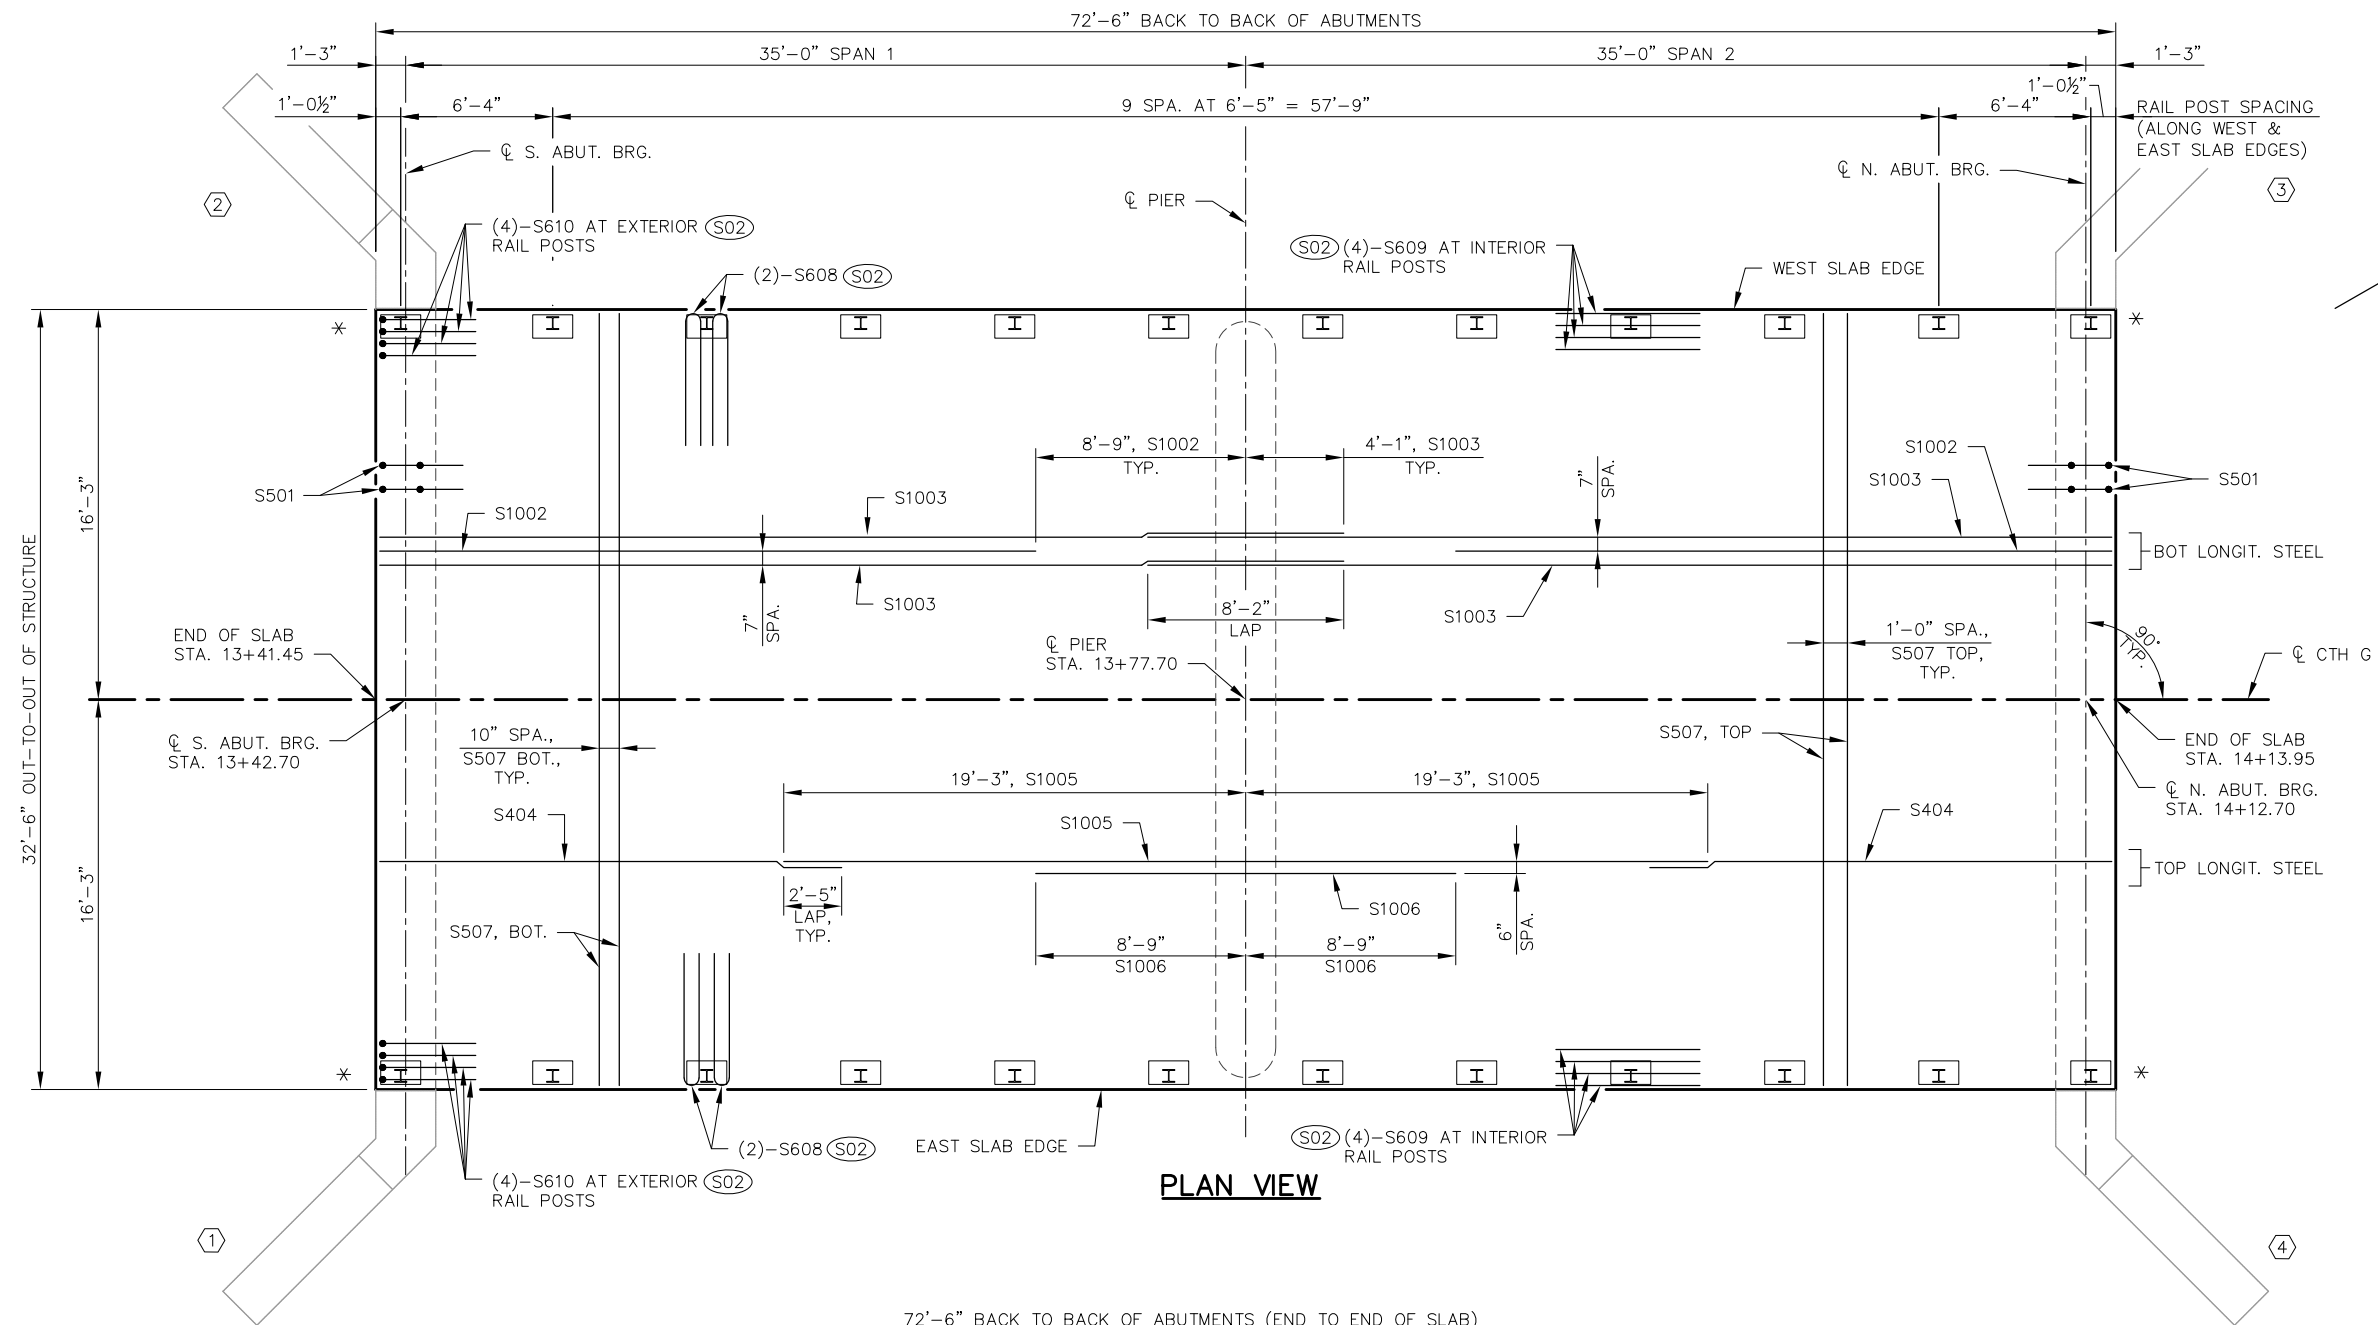 72'-6" BACK TO BACK OF ABUTMENTS
1'-3"
35'-0" SPAN 1
35'-0" SPAN 2
1'-3"
1'-0½"
6'-4"
9 SPA. AT 6'-5" = 57'-9"
6'-4"
1'-0½"
RAIL POST SPACING
(ALONG WEST &
EAST SLAB EDGES)
℄ S. ABUT. BRG.
℄ PIER
℄ N. ABUT. BRG.
2
3
(4)-S610 AT EXTERIOR S02
RAIL POSTS
(2)-S608 S02
S02 (4)-S609 AT INTERIOR
RAIL POSTS
WEST SLAB EDGE
*
*
8'-9", S1002
TYP.
4'-1", S1003
TYP.
7"
SPA.
S1002
S1003
S501
S501
S1003
S1002
16'-3"
BOT LONGIT. STEEL
S1003
7"
SPA.
8'-2"
LAP
S1003
32'-6" OUT-TO-OUT OF STRUCTURE
END OF SLAB
STA. 13+41.45
℄ PIER
STA. 13+77.70
1'-0" SPA.,
S507 TOP,
TYP.
90°
TYP.
℄ CTH G
℄ S. ABUT. BRG.
STA. 13+42.70
10" SPA.,
S507 BOT.,
TYP.
S507, TOP
END OF SLAB
STA. 14+13.95
℄ N. ABUT. BRG.
STA. 14+12.70
19'-3", S1005
19'-3", S1005
S404
S1005
S404
16'-3"
TOP LONGIT. STEEL
2'-5"
LAP,
TYP.
S1006
6"
SPA.
S507, BOT.
8'-9"
S1006
8'-9"
S1006
*
*
(2)-S608 S02
EAST SLAB EDGE
S02 (4)-S609 AT INTERIOR
RAIL POSTS
(4)-S610 AT EXTERIOR S02
RAIL POSTS
PLAN VIEW
1
4
72'-6" BACK TO BACK OF ABUTMENTS (END TO END OF SLAB)